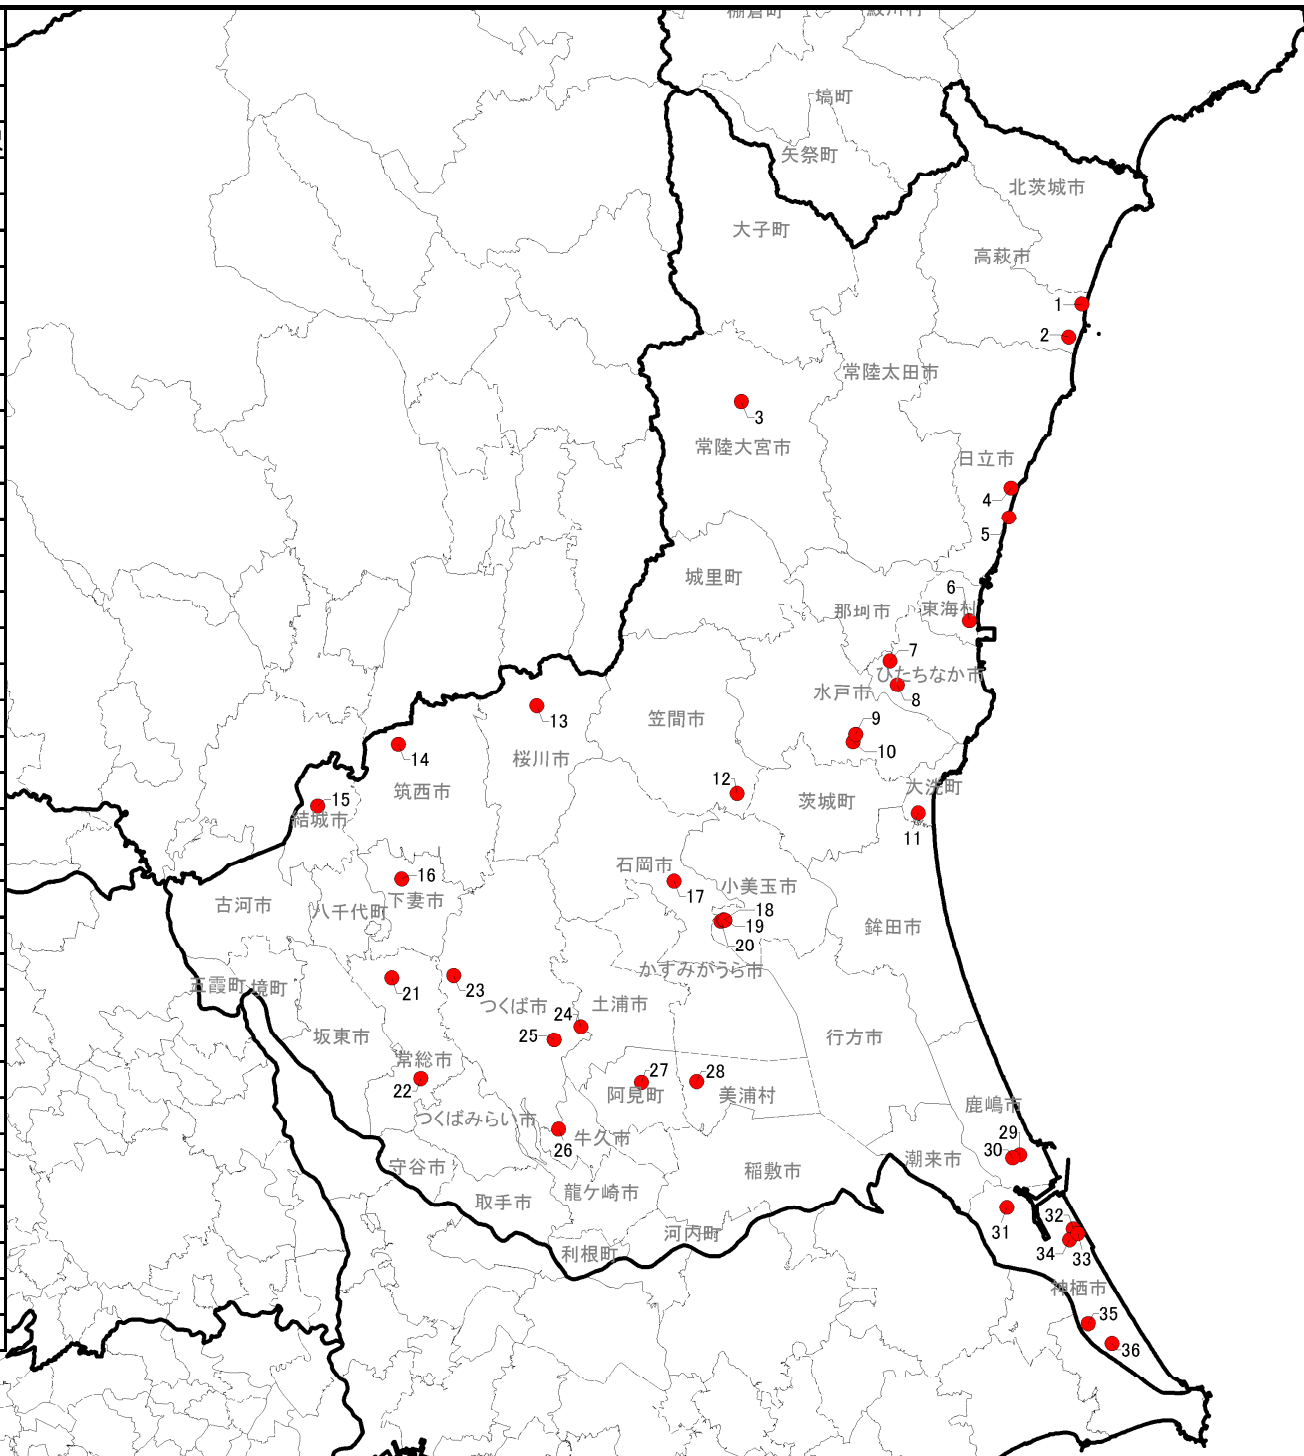 棚倉町
鮫川村
塙町
矢祭町
北茨城市
大子町
高萩市
1
2
常陸太田市
3
常陸大宮市
日立市
4
5
城里町
6
那珂市
東海村
7
ひたちなか市
水戸市
8
13
笠間市
9
10
14
桜川市
12
筑西市
15
茨城町
大洗町
結城市
11
石岡市
16
小美玉市
17
下妻市
古河市
八千代町
18
19
20
鉾田市
かすみがうら市
五霞町
境町
21
23
つくば市
土浦市
24
25
坂東市
行方市
常総市
22
27
28
阿見町
美浦村
鹿嶋市
つくばみらい市
29
牛久市
26
30
守谷市
潮来市
稲敷市
龍ケ崎市
取手市
32
31
河内町
利根町
34
33
神栖市
35
36